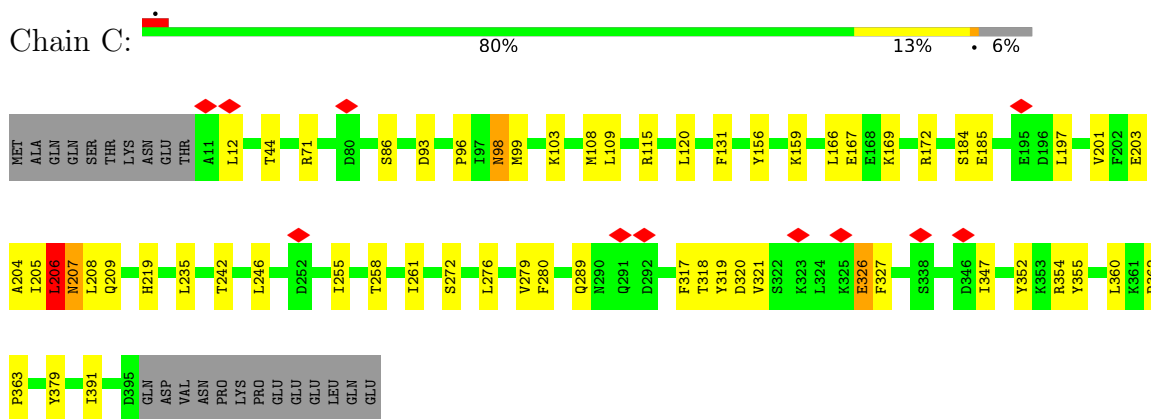 Chain C: • 80% 13% • 6%
MET ALA GLN GLN SER THR LYS ASN GLU THR A11 L12 T44 R71 D80 S86 D93 P96 I97 N98 M99 K103 M108 L109 R115 L120 F131 Y156 K159 L166 E167 E168 K169 R172 S184 E185 E195 D196 L197 V201 F202 E203
A204 I205 L206 N207 L208 Q209 H219 L235 T242 L246 D252 I255 T258 I261 S272 L276 V279 F280 Q289 N290 Q291 D292 F317 T318 Y319 D320 V321 S322 K323 L324 K325 E326 F327 S338 D346 I347 Y352 K353 R354 Y355 L360 K361
P363 Y379 I391 D395 GLN ASP VAL ASN PRO LYS PRO GLU GLU GLU LEU GLN GLU